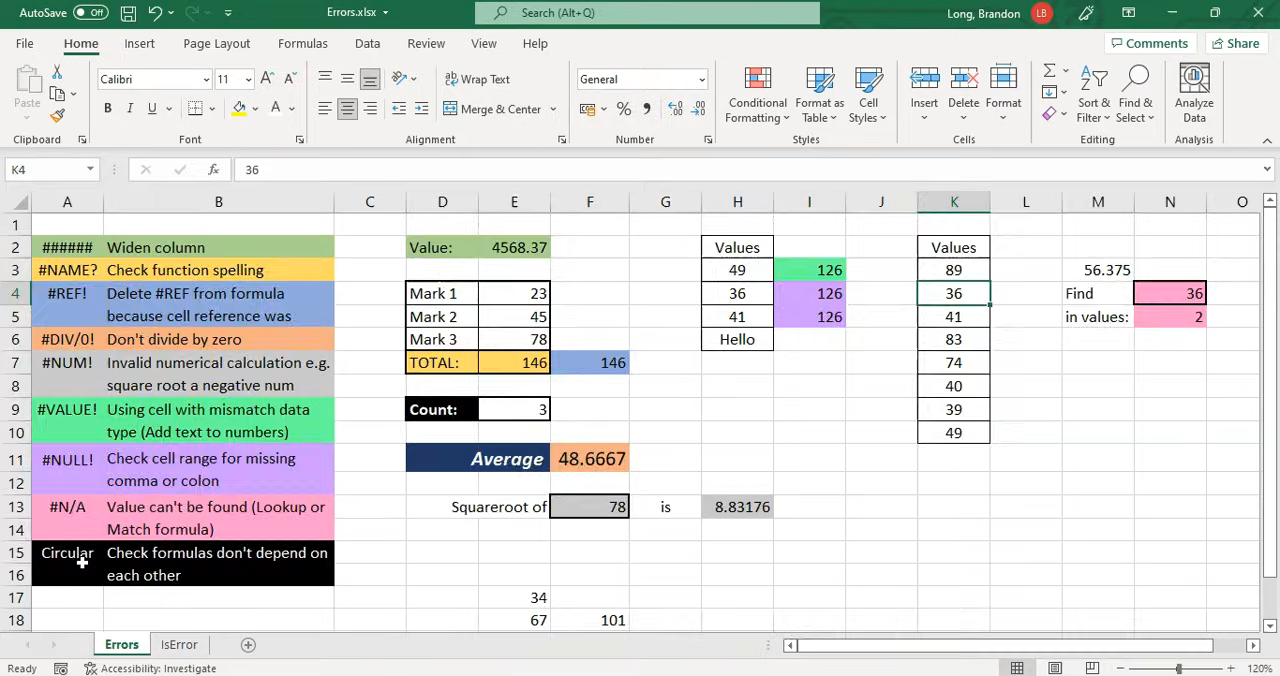 AutoSave Off Errors.xlsx Search (Alt+Q) Long, Brandon LB
File Home Insert Page Layout Formulas Data Review View Help Comments Share
Paste Calibri 11 A A Wrap Text General Conditional Formatting Format as Table Cell Styles Insert Delete Format Sort & Filter Find & Select Analyze Data
B I U A Merge & Center % ,
Clipboard Font Alignment Number Styles Cells Editing Analysis
K4 fx 36
A B C D E F G H I J K L M N O
1
2 ###### Widen column Value: 4568.37 Values Values
3 #NAME? Check function spelling 49 126 89 56.375
4 #REF! Delete #REF from formula Mark 1 23 36 126 36 Find 36
5 because cell reference was Mark 2 45 41 126 41 in values: 2
6 #DIV/0! Don't divide by zero Mark 3 78 Hello 83
7 #NUM! Invalid numerical calculation e.g. TOTAL: 146 146 74
8 square root a negative num 40
9 #VALUE! Using cell with mismatch data Count: 3 39
10 type (Add text to numbers) 49
11 #NULL! Check cell range for missing Average 48.6667
12 comma or colon
13 #N/A Value can't be found (Lookup or Squareroot of 78 is 8.83176
14 Match formula)
15 Circular Check formulas don't depend on
16 each other
17 34
18 67 101
Errors IsError
Ready Accessibility: Investigate 120%